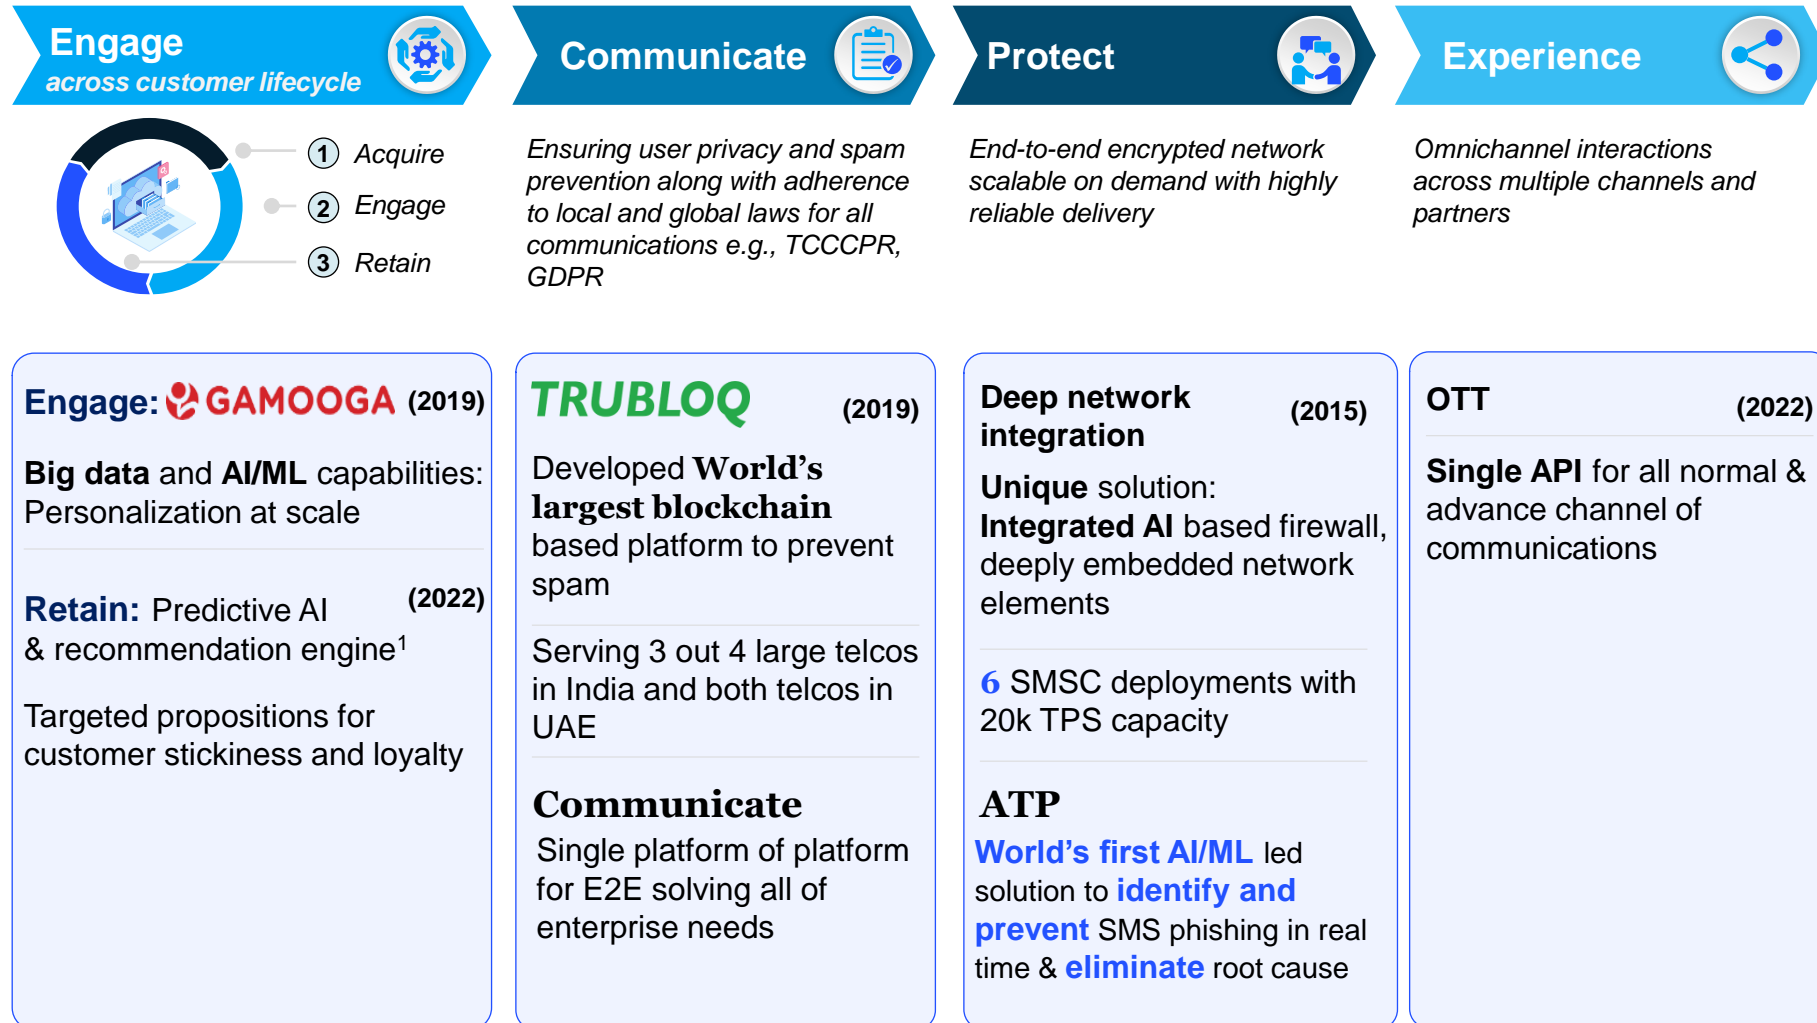 Engage
across customer lifecycle
1 Acquire
2 Engage
3 Retain
Engage: GAMOOGA (2019)
Big data and AI/ML capabilities:
Personalization at scale
Retain: Predictive AI (2022)
& recommendation engine¹
Targeted propositions for
customer stickiness and loyalty
Communicate
Ensuring user privacy and spam
prevention along with adherence
to local and global laws for all
communications e.g., TCCCPR,
GDPR
TRUBLOQ (2019)
Developed World's
largest blockchain
based platform to prevent
spam
Serving 3 out 4 large telcos
in India and both telcos in
UAE
Communicate
Single platform of platform
for E2E solving all of
enterprise needs
Protect
End-to-end encrypted network
scalable on demand with highly
reliable delivery
Deep network
integration (2015)
Unique solution:
Integrated AI based firewall,
deeply embedded network
elements
6 SMSC deployments with
20k TPS capacity
ATP
World's first AI/ML led
solution to identify and
prevent SMS phishing in real
time & eliminate root cause
Experience
Omnichannel interactions
across multiple channels and
partners
OTT (2022)
Single API for all normal &
advance channel of
communications